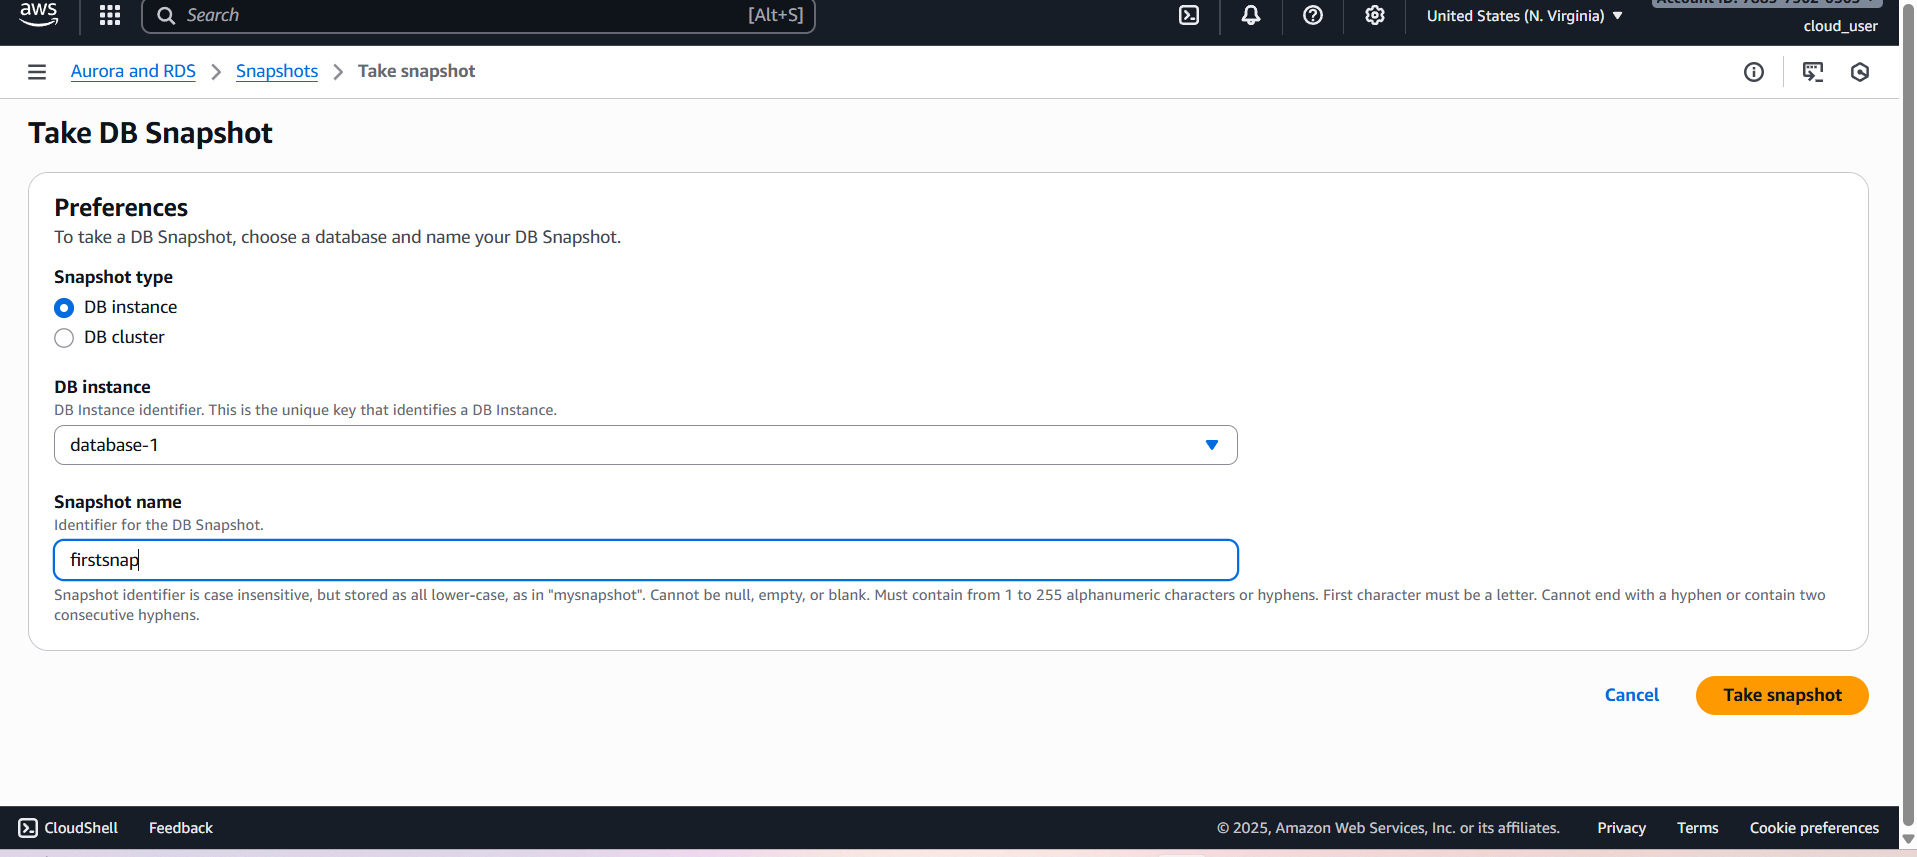 aws
Search
[Alt+S]
United States (N. Virginia)
cloud_user
Aurora and RDS
Snapshots
Take snapshot
Take DB Snapshot
Preferences
To take a DB Snapshot, choose a database and name your DB Snapshot.
Snapshot type
DB instance
DB cluster
DB instance
DB Instance identifier. This is the unique key that identifies a DB Instance.
database-1
Snapshot name
Identifier for the DB Snapshot.
firstsnap
Snapshot identifier is case insensitive, but stored as all lower-case, as in "mysnapshot". Cannot be null, empty, or blank. Must contain from 1 to 255 alphanumeric characters or hyphens. First character must be a letter. Cannot end with a hyphen or contain two
consecutive hyphens.
Cancel
Take snapshot
CloudShell
Feedback
© 2025, Amazon Web Services, Inc. or its affiliates.
Privacy
Terms
Cookie preferences